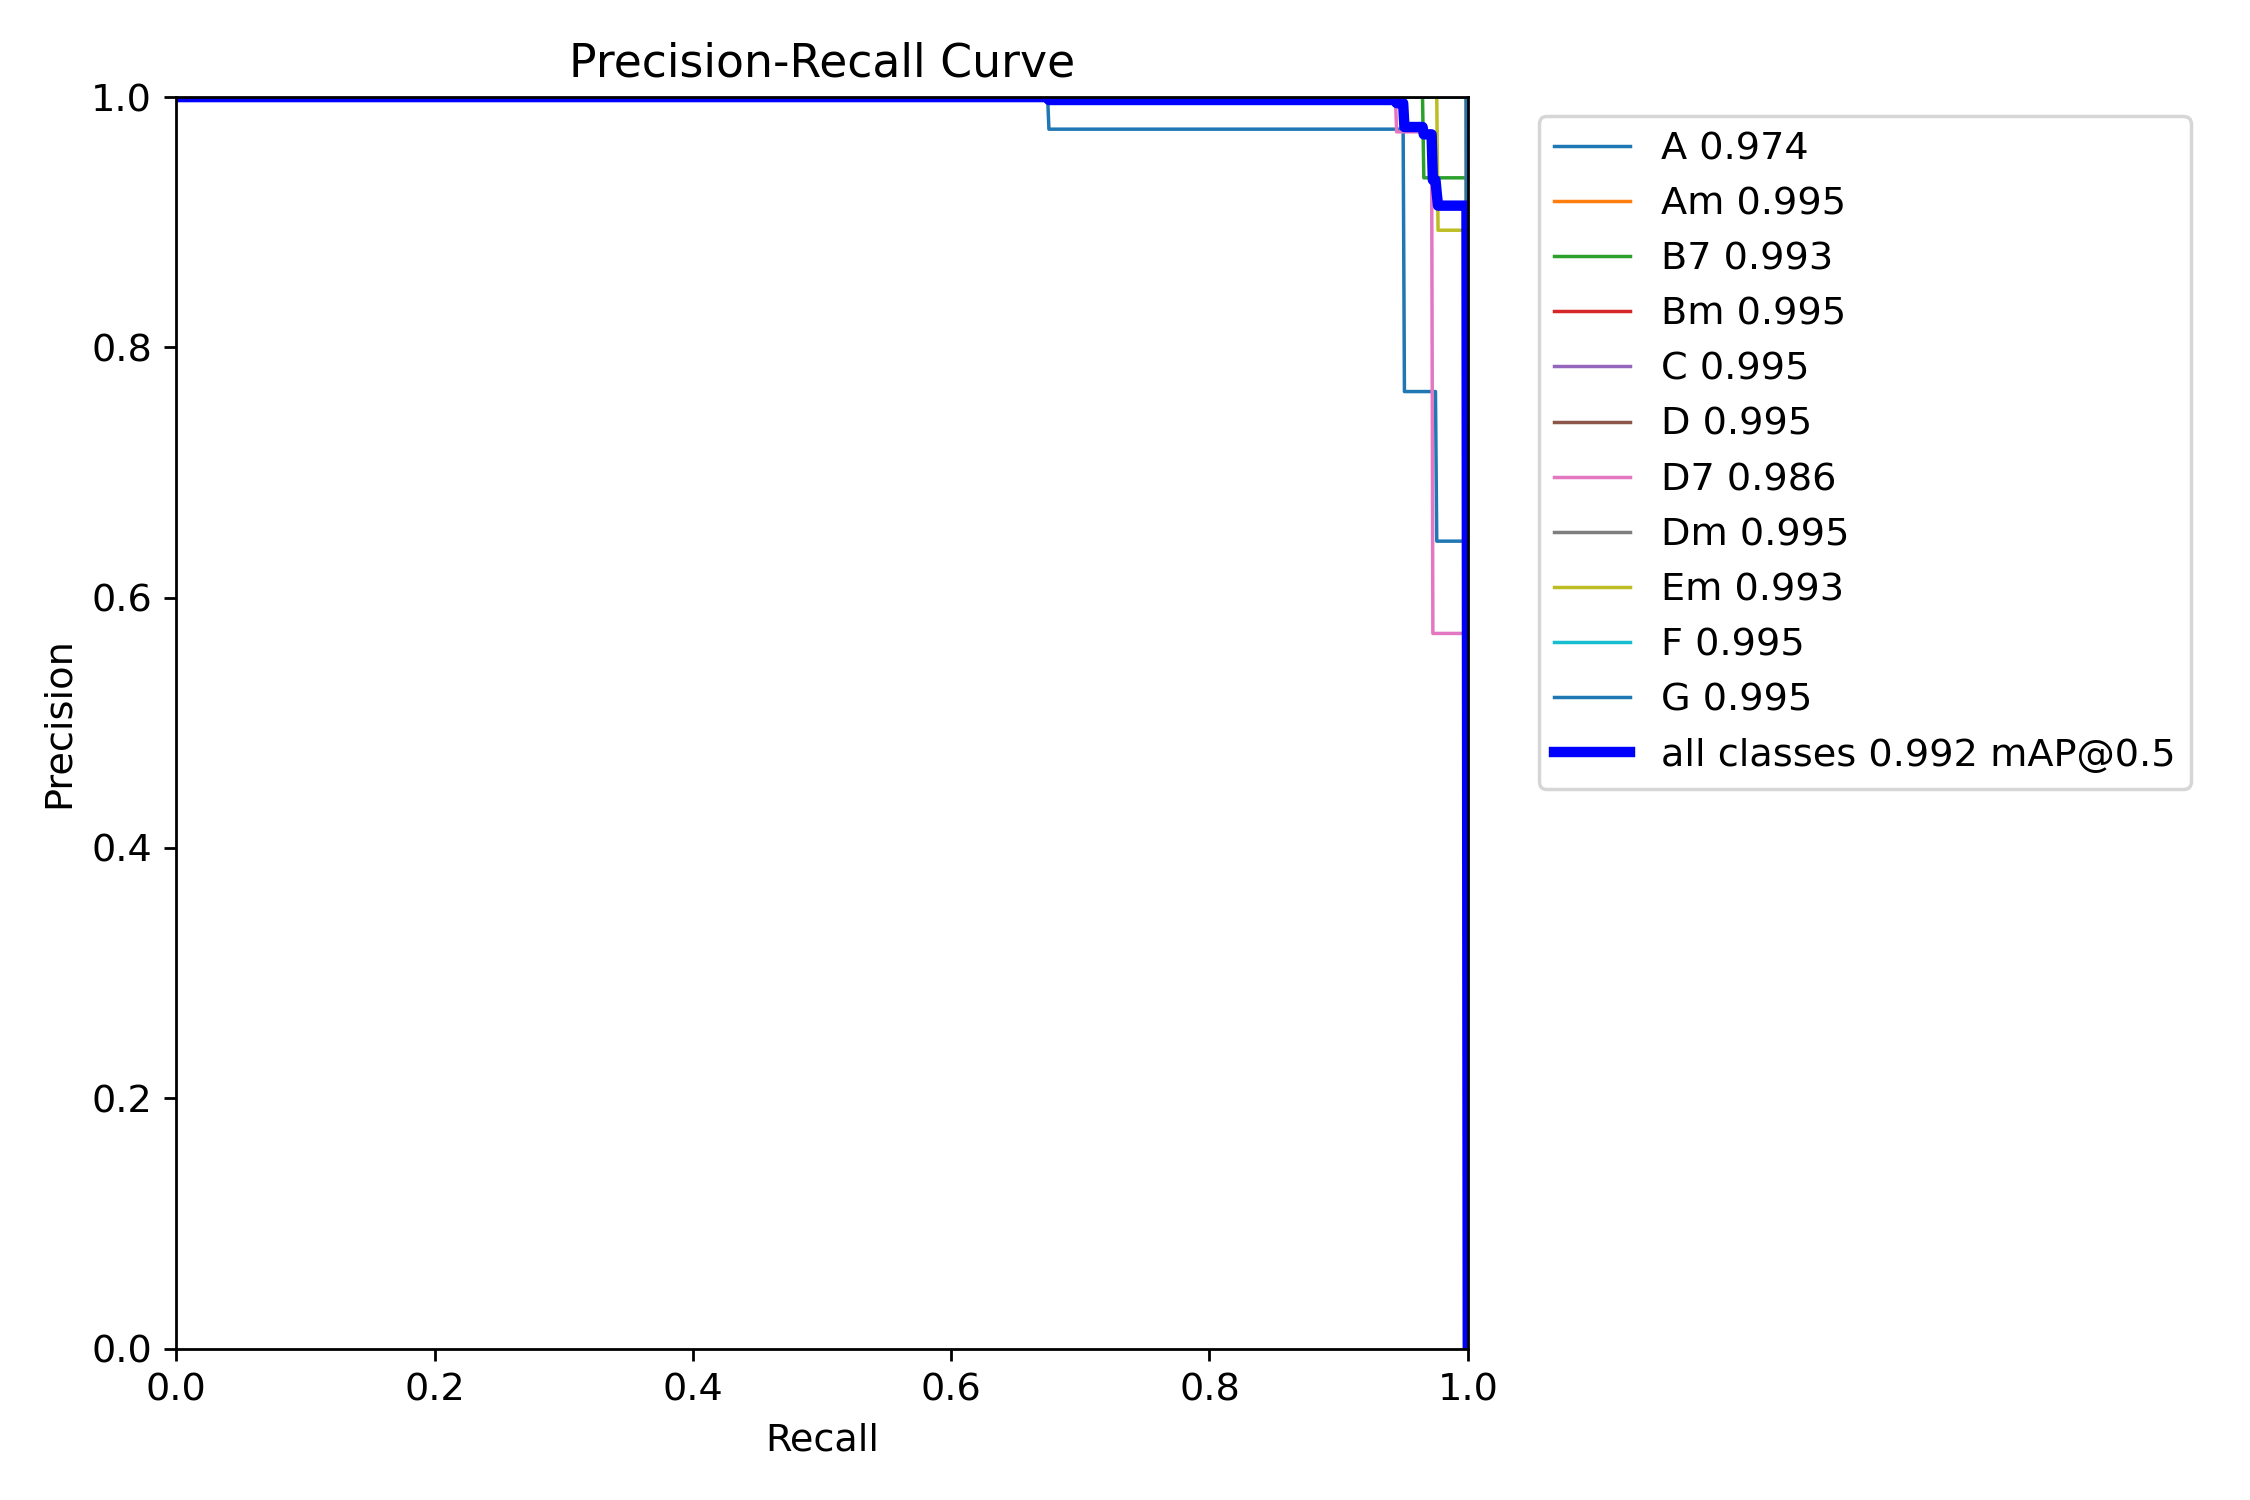 Precision-Recall Curve
1.0
0.8
0.6
0.4
0.2
0.0
Precision
0.0 0.2 0.4 0.6 0.8 1.0
Recall
A 0.974
Am 0.995
B7 0.993
Bm 0.995
C 0.995
D 0.995
D7 0.986
Dm 0.995
Em 0.993
F 0.995
G 0.995
all classes 0.992 mAP@0.5